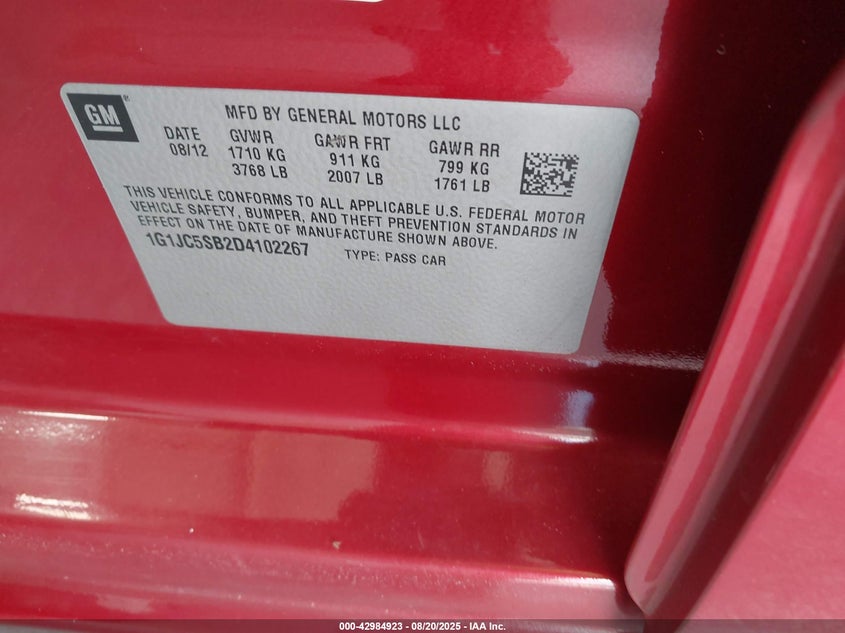 GM®
MFD BY GENERAL MOTORS LLC
DATE GVWR GAWR FRT GAWR RR
08/12 1710 KG 911 KG 799 KG
3768 LB 2007 LB 1761 LB
THIS VEHICLE CONFORMS TO ALL APPLICABLE U.S. FEDERAL MOTOR
VEHICLE SAFETY, BUMPER, AND THEFT PREVENTION STANDARDS IN
EFFECT ON THE DATE OF MANUFACTURE SHOWN ABOVE.
1G1JC5SB2D4102267 TYPE: PASS CAR
000-42984923 - 08/20/2025 - IAA Inc.